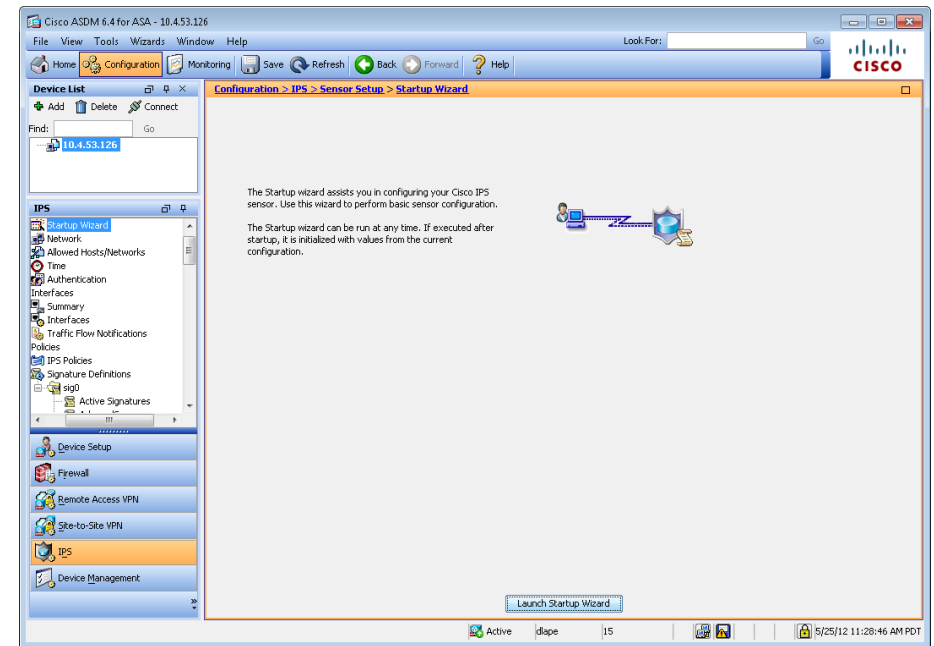 Cisco ASDM 6.4 for ASA - 10.4.53.126
File View Tools Wizards Window Help Look For: Go
Home Configuration Monitoring Save Refresh Back Forward Help
CISCO
Device List
Add Delete Connect
Find: Go
10.4.53.126
IPS
Startup Wizard
Network
Allowed Hosts/Networks
Time
Authentication
Interfaces
Summary
Interfaces
Traffic Flow Notifications
Policies
IPS Policies
Signature Definitions
sig0
Active Signatures
Device Setup
Firewall
Remote Access VPN
Site-to-Site VPN
IPS
Device Management
Configuration > IPS > Sensor Setup > Startup Wizard
The Startup wizard assists you in configuring your Cisco IPS
sensor. Use this wizard to perform basic sensor configuration.
The Startup wizard can be run at any time. If executed after
startup, it is initialized with values from the current
configuration.
Launch Startup Wizard
Active dlape 15 5/25/12 11:28:46 AM PDT